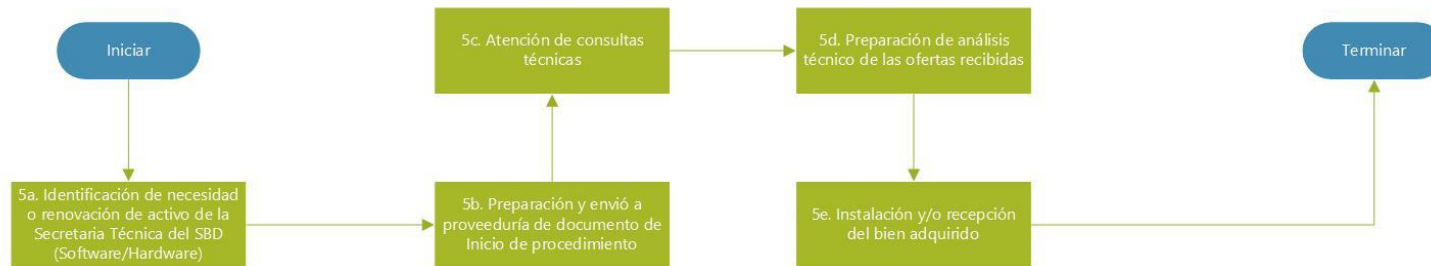 Iniciar
5a. Identificación de necesidad
o renovación de activo de la
Secretaria Técnica del SBD
(Software/Hardware)
5b. Preparación y envió a
proveeduría de documento de
Inicio de procedimiento
5c. Atención de consultas
técnicas
5d. Preparación de análisis
técnico de las ofertas recibidas
5e. Instalación y/o recepción
del bien adquirido
Terminar